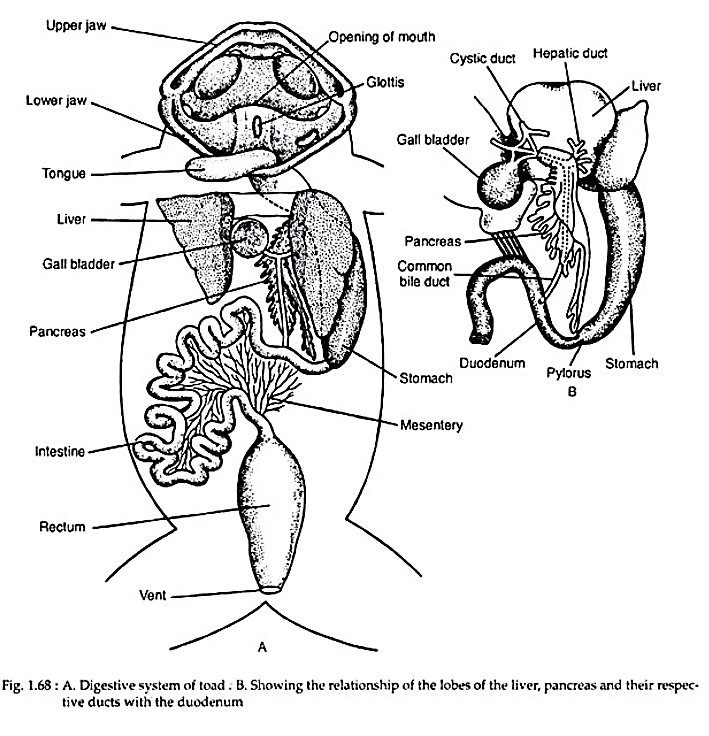 Upper jaw
Opening of mouth
Glottis
Lower jaw
Tongue
Liver
Gall bladder
Pancreas
Stomach
Mesentery
Intestine
Rectum
Vent
A
Cystic duct
Hepatic duct
Liver
Gall bladder
Pancreas
Common
bile duct
Duodenum
Pylorus
Stomach
B
Fig. 1.68 : A. Digestive system of toad : B. Showing the relationship of the lobes of the liver, pancreas and their respec-
tive ducts with the duodenum